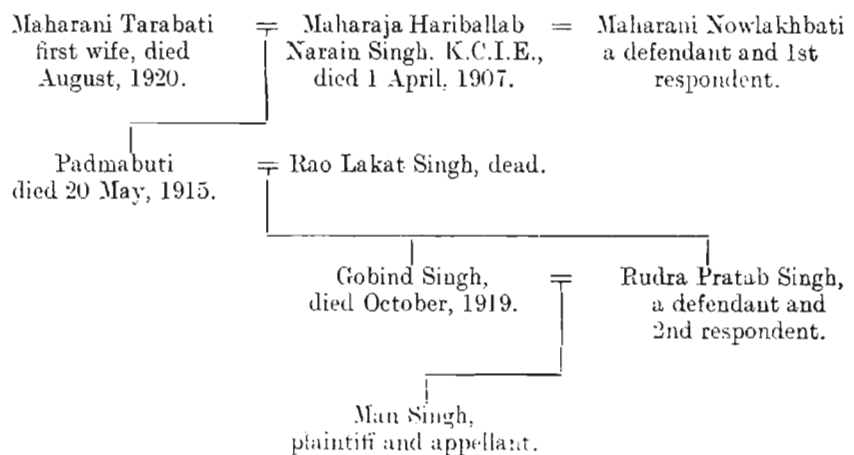 Maharani Tarabati
first wife, died
August, 1920.
=
Maharaja Hariballab
Narain Singh. K.C.I.E.,
died 1 April, 1907.
=
Maharani Nowlakhbati
a defendant and 1st
respondent.
Padmabuti
died 20 May, 1915.
=
Rao Lakat Singh, dead.
Gobind Singh,
died October, 1919.
=
Rudra Pratab Singh,
a defendant and
2nd respondent.
Man Singh,
plaintiff and appellant.